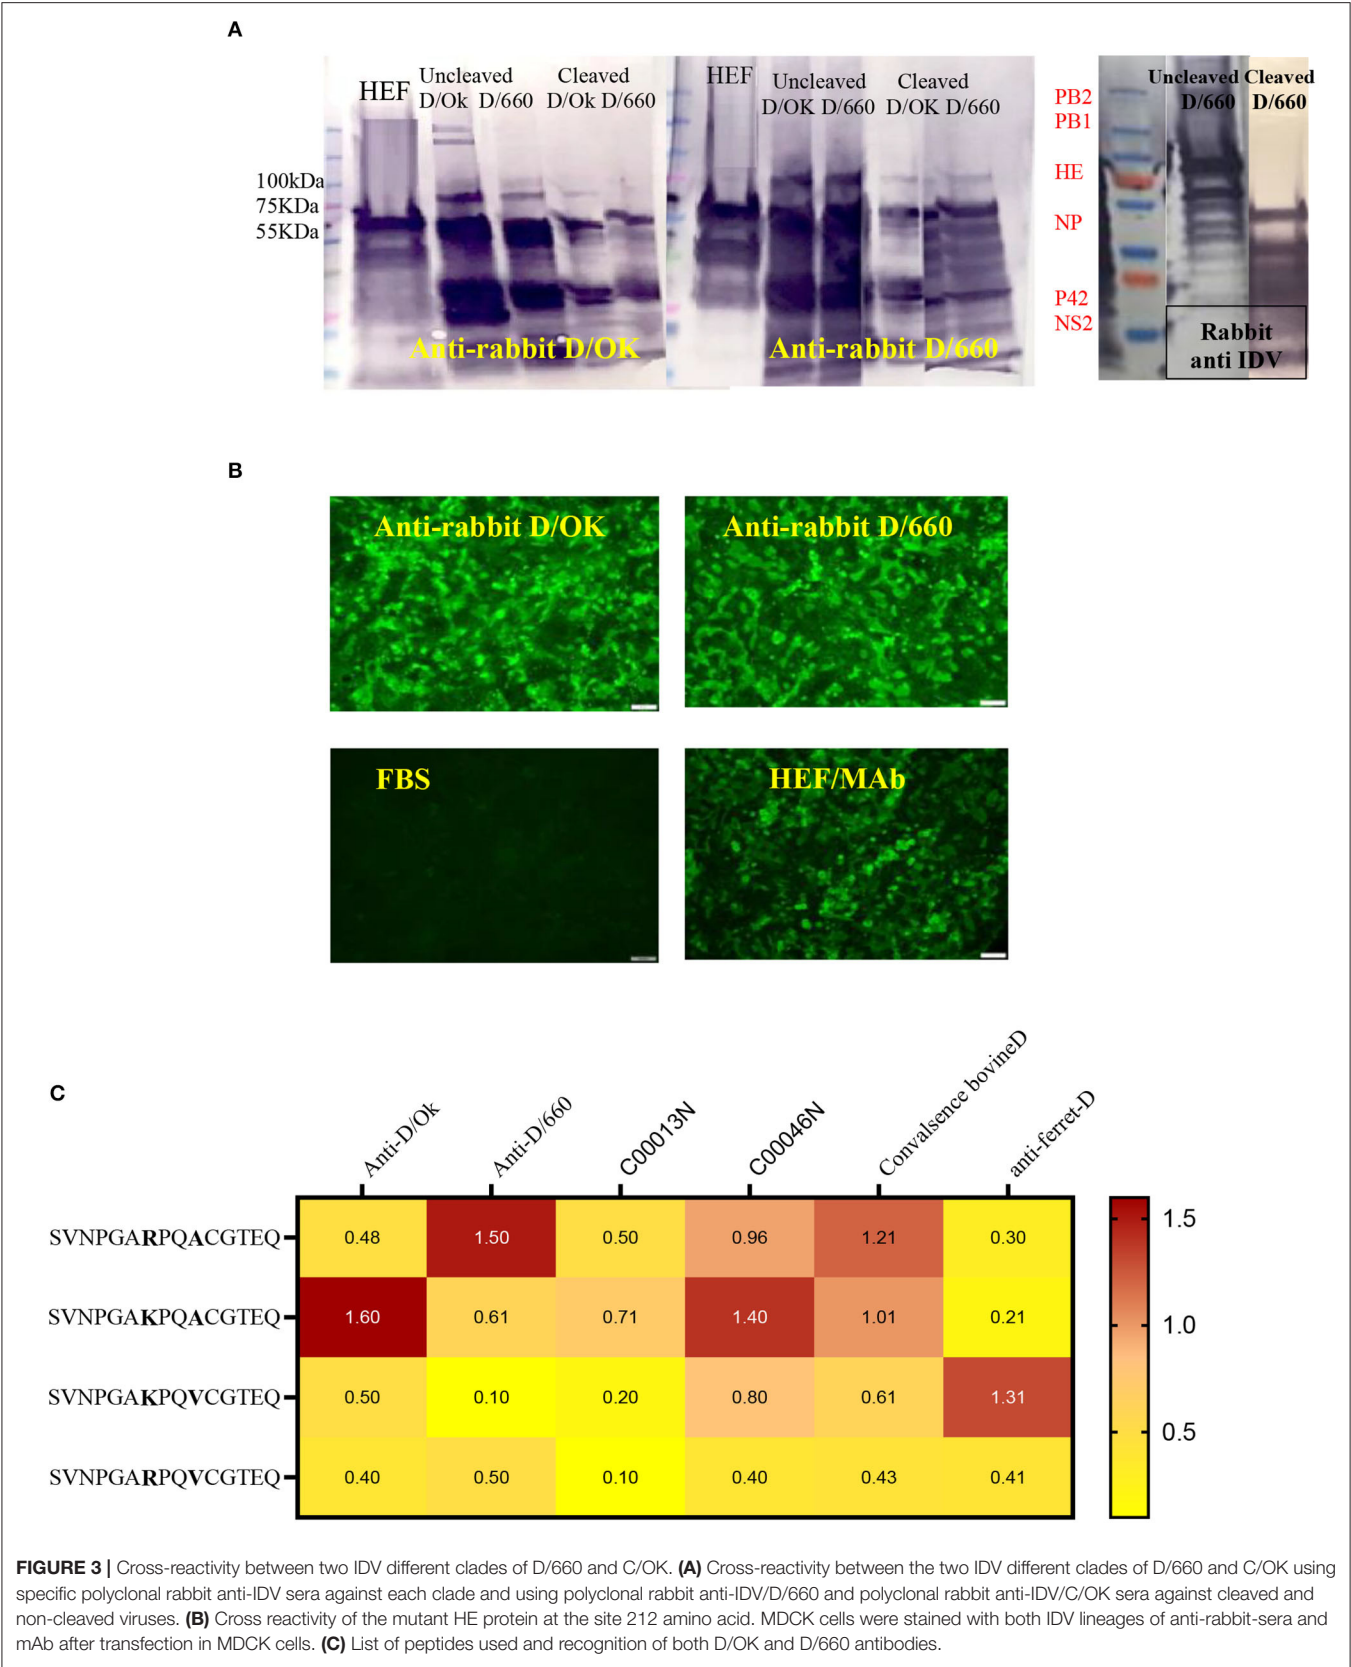 A
HEF
Uncleaved
D/Ok D/660
Cleaved
D/Ok D/660
HEF
Uncleaved
D/OK D/660
Cleaved
D/OK D/660
Uncleaved
D/660
Cleaved
D/660
100kDa
75KDa
55KDa
PB2
PB1
HE
NP
P42
NS2
Anti-rabbit D/OK
Anti-rabbit D/660
Rabbit
anti IDV
B
Anti-rabbit D/OK
Anti-rabbit D/660
FBS
HEF/MAb
C
Anti-D/Ok
Anti-D/660
C00013N
C00046N
Convalsence bovineD
anti-ferret-D
SVNPGARPQACGTEQ 0.48 1.50 0.50 0.96 1.21 0.30
SVNPGAKPQACGTEQ 1.60 0.61 0.71 1.40 1.01 0.21
SVNPGAKPQVCGTEQ 0.50 0.10 0.20 0.80 0.61 1.31
SVNPGARPQVCGTEQ 0.40 0.50 0.10 0.40 0.43 0.41
1.5
1.0
0.5
FIGURE 3 | Cross-reactivity between two IDV different clades of D/660 and C/OK. (A) Cross-reactivity between the two IDV different clades of D/660 and C/OK using
specific polyclonal rabbit anti-IDV sera against each clade and using polyclonal rabbit anti-IDV/D/660 and polyclonal rabbit anti-IDV/C/OK sera against cleaved and
non-cleaved viruses. (B) Cross reactivity of the mutant HE protein at the site 212 amino acid. MDCK cells were stained with both IDV lineages of anti-rabbit-sera and
mAb after transfection in MDCK cells. (C) List of peptides used and recognition of both D/OK and D/660 antibodies.